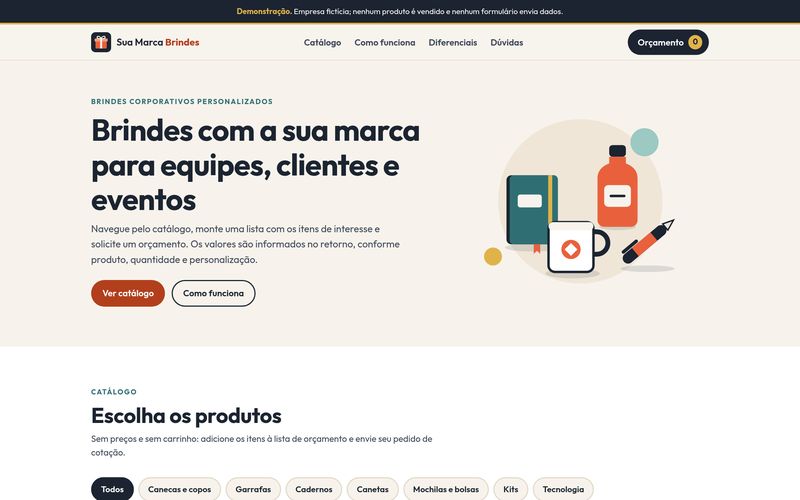 Demonstração. Empresa fictícia; nenhum produto é vendido e nenhum formulário envia dados.
Sua Marca Brindes
Catálogo
Como funciona
Diferenciais
Dúvidas
Orçamento 0
BRINDES CORPORATIVOS PERSONALIZADOS
Brindes com a sua marca
para equipes, clientes e
eventos
Navegue pelo catálogo, monte uma lista com os itens de interesse e
solicite um orçamento. Os valores são informados no retorno, conforme
produto, quantidade e personalização.
Ver catálogo
Como funciona
CATÁLOGO
Escolha os produtos
Sem preços e sem carrinho: adicione os itens à lista de orçamento e envie seu pedido de
cotação.
Todos
Canecas e copos
Garrafas
Cadernos
Canetas
Mochilas e bolsas
Kits
Tecnologia